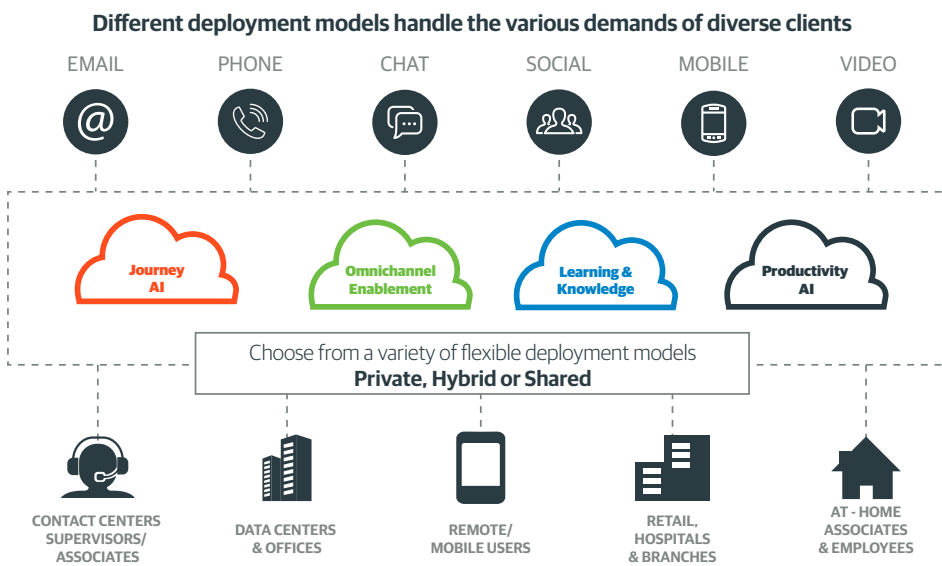 Different deployment models handle the various demands of diverse clients
EMAIL
PHONE
CHAT
SOCIAL
MOBILE
VIDEO
@
Journey
AI
Omnichannel
Enablement
Learning &
Knowledge
Productivity
AI
Choose from a variety of flexible deployment models
Private, Hybrid or Shared
CONTACT CENTERS
SUPERVISORS/
ASSOCIATES
DATA CENTERS
& OFFICES
REMOTE/
MOBILE USERS
RETAIL,
HOSPITALS
& BRANCHES
AT - HOME
ASSOCIATES
& EMPLOYEES